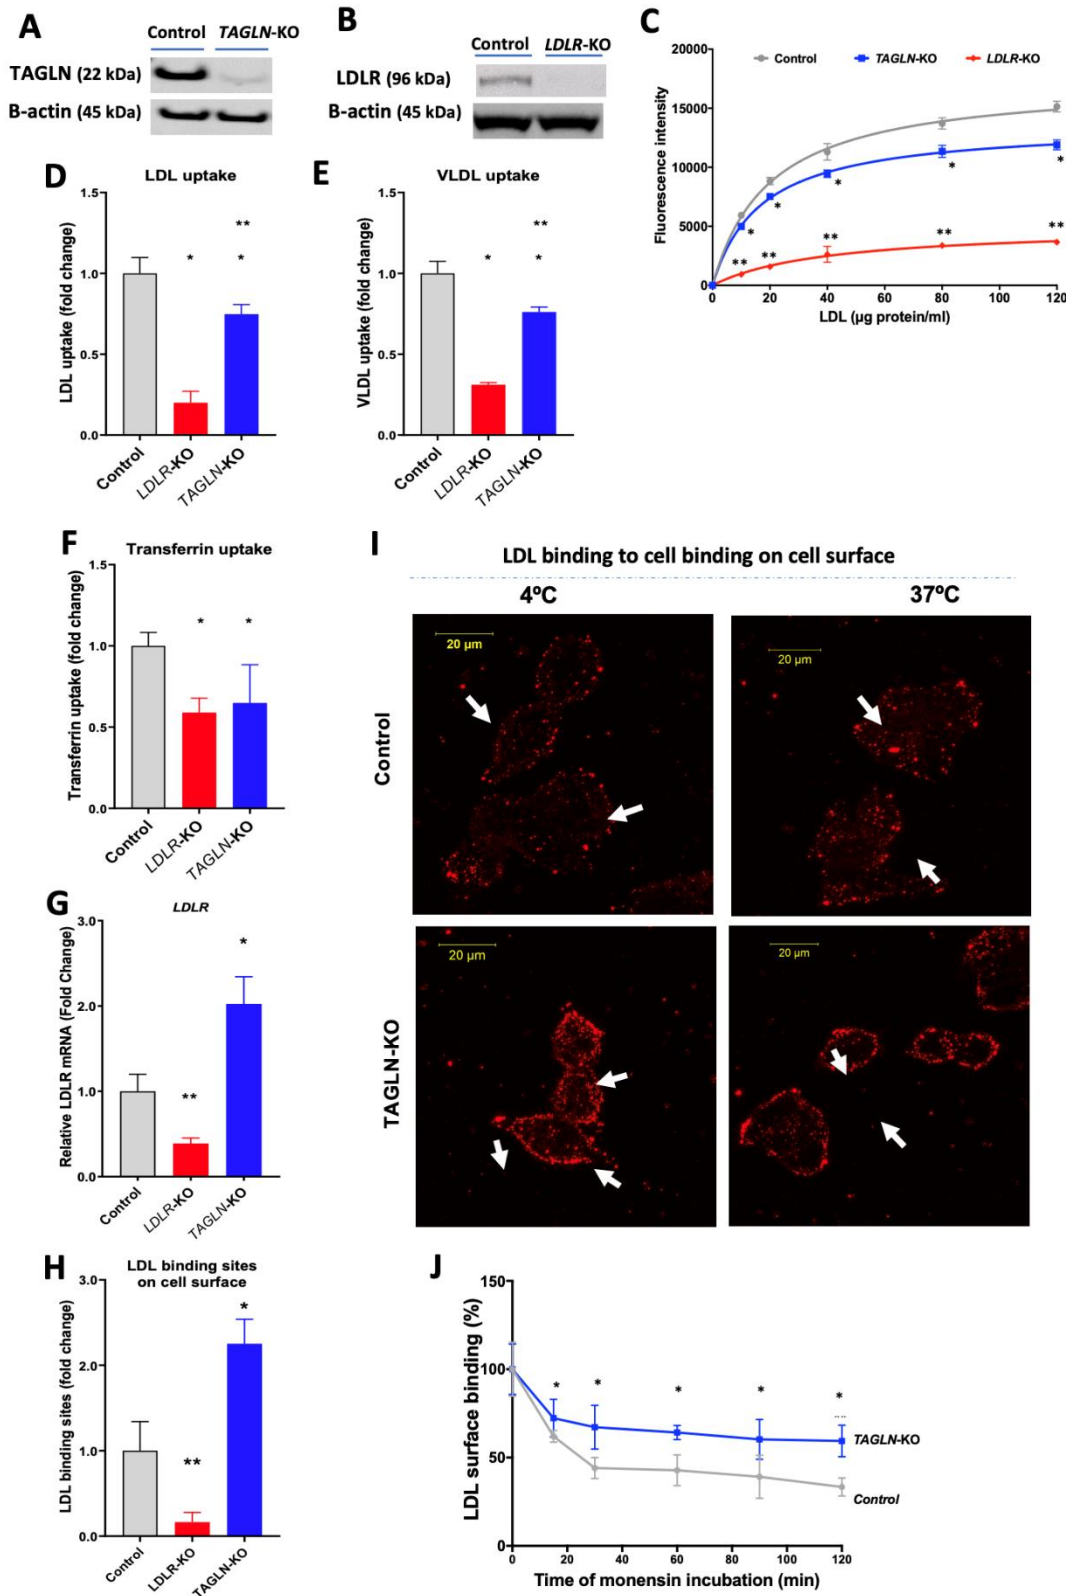 A
Control TAGLN-KO
TAGLN (22 kDa)
B-actin (45 kDa)
B
Control LDLR-KO
LDLR (96 kDa)
B-actin (45 kDa)
C
Control TAGLN-KO LDLR-KO
Fluorescence intensity
20000
15000
10000
5000
0
* * * * *
** ** ** ** **
0 20 40 60 80 100 120
LDL (µg protein/ml)
D
LDL uptake
LDL uptake (fold change)
1.5
1.0
0.5
0.0
**
* *
Control
LDLR-KO
TAGLN-KO
E
VLDL uptake
VLDL uptake (fold change)
1.5
1.0
0.5
0.0
**
* *
Control
LDLR-KO
TAGLN-KO
F
Transferrin uptake
Transferrin uptake (fold change)
1.5
1.0
0.5
0.0
* *
Control
LDLR-KO
TAGLN-KO
G
LDLR
Relative LDLR mRNA (Fold Change)
3.0
2.0
1.0
0.0
*
**
Control
LDLR-KO
TAGLN-KO
H
LDL binding sites
on cell surface
LDL binding sites (fold change)
3.0
2.0
1.0
0.0
*
**
Control
LDLR-KO
TAGLN-KO
I
LDL binding to cell binding on cell surface
4ºC 37ºC
Control
20 µm
20 µm
TAGLN-KO
20 µm
20 µm
J
LDL surface binding (%)
150
100
50
0
* * * * *
TAGLN-KO
Control
0 20 40 60 80 100 120
Time of monensin incubation (min)